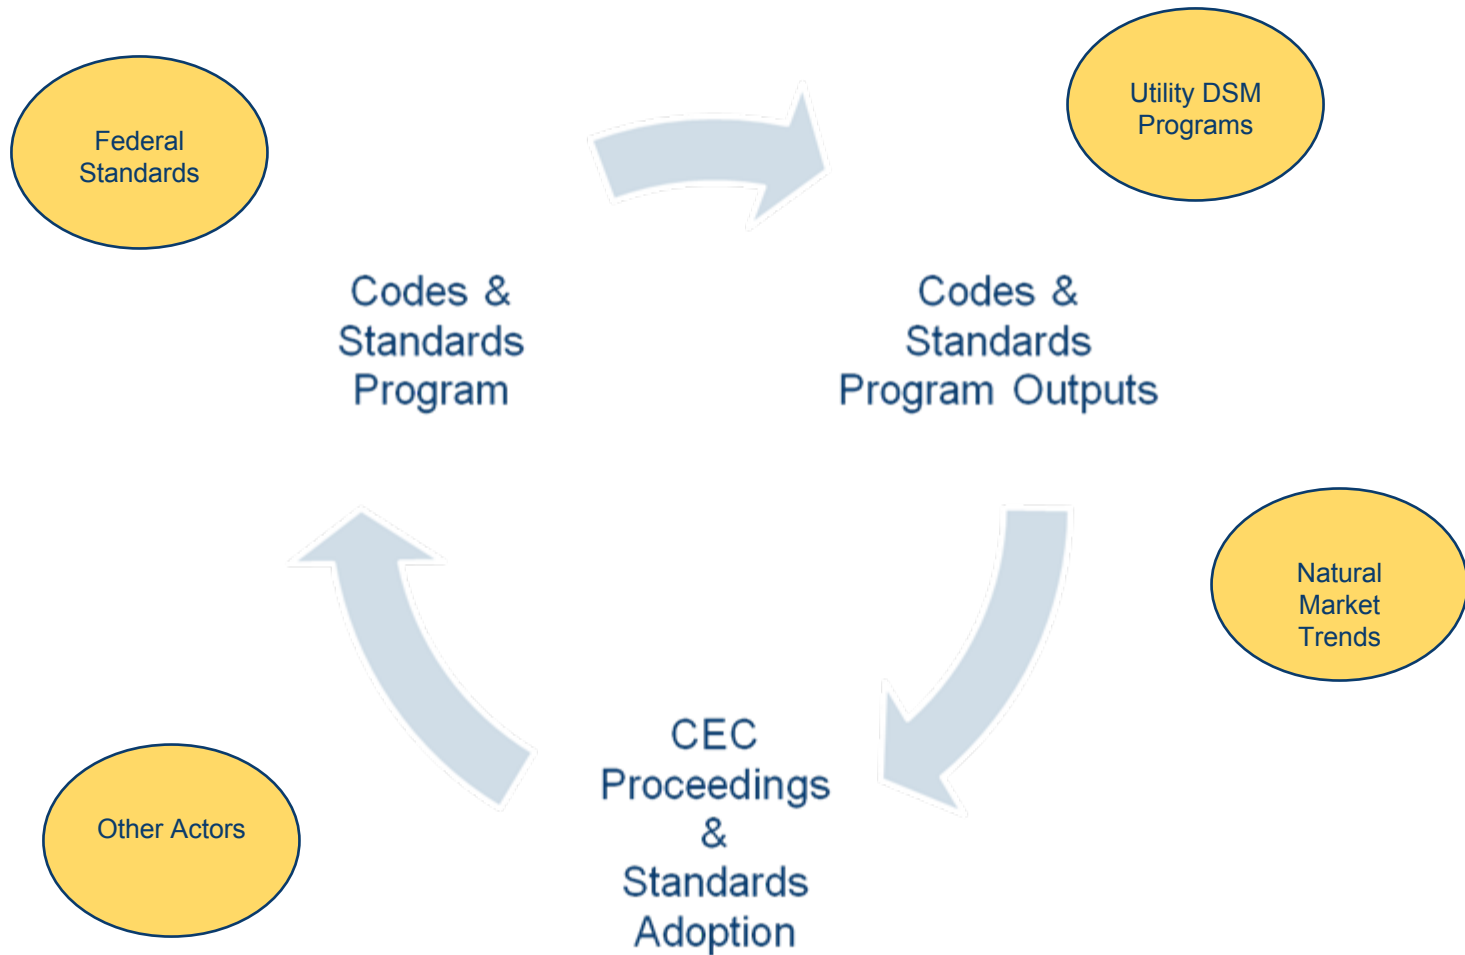 Utility DSM
Programs
Federal
Standards
Codes &
Standards
Program
Codes &
Standards
Program Outputs
Natural
Market
Trends
CEC
Proceedings
&
Standards
Adoption
Other Actors